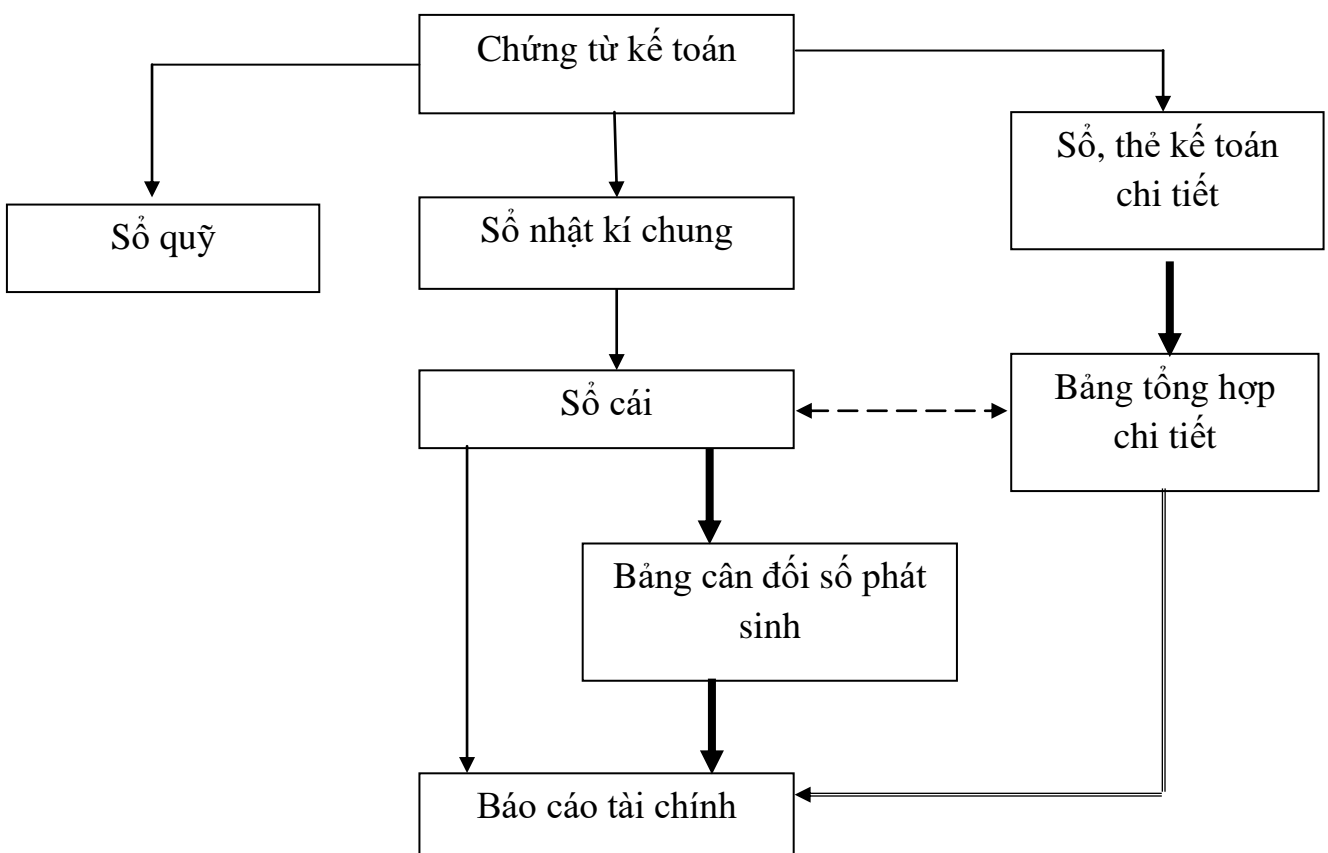 Chứng từ kế toán
Sổ, thẻ kế toán
chi tiết
Sổ quỹ
Sổ nhật kí chung
Sổ cái
Bảng tổng hợp
chi tiết
Bảng cân đối số phát
sinh
Báo cáo tài chính